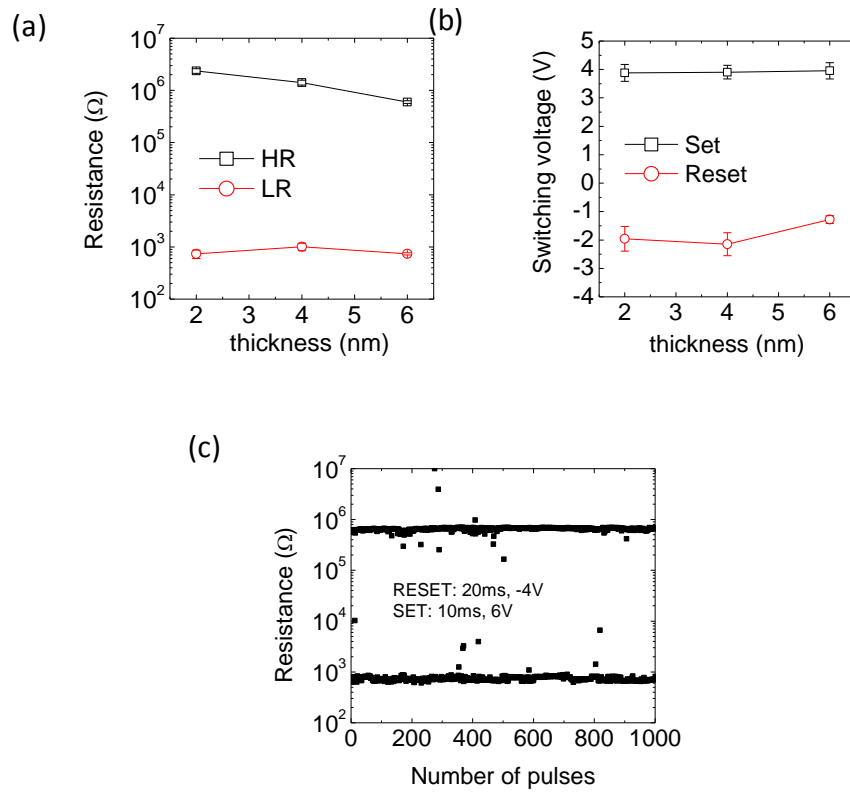 (a)
10^7
10^6
10^5
10^4
10^3
10^2
Resistance (Ω)
HR
LR
2 3 4 5 6
thickness (nm)
(b)
6
5
4
3
2
1
0
-1
-2
-3
-4
Switching voltage (V)
Set
Reset
2 3 4 5 6
thickness (nm)
(c)
10^7
10^6
10^5
10^4
10^3
10^2
Resistance (Ω)
RESET: 20ms, -4V
SET: 10ms, 6V
0 200 400 600 800 1000
Number of pulses